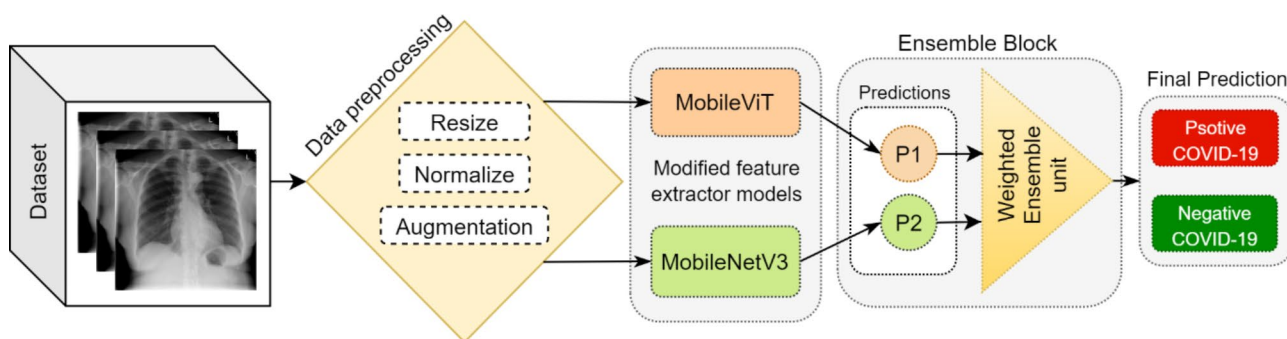 Dataset
L
L
L
Data preprocessing
Resize
Normalize
Augmentation
MobileViT
Modified feature
extractor models
MobileNetV3
Ensemble Block
Predictions
P1
P2
Weighted
Ensemble
unit
Final Prediction
Psotive
COVID-19
Negative
COVID-19